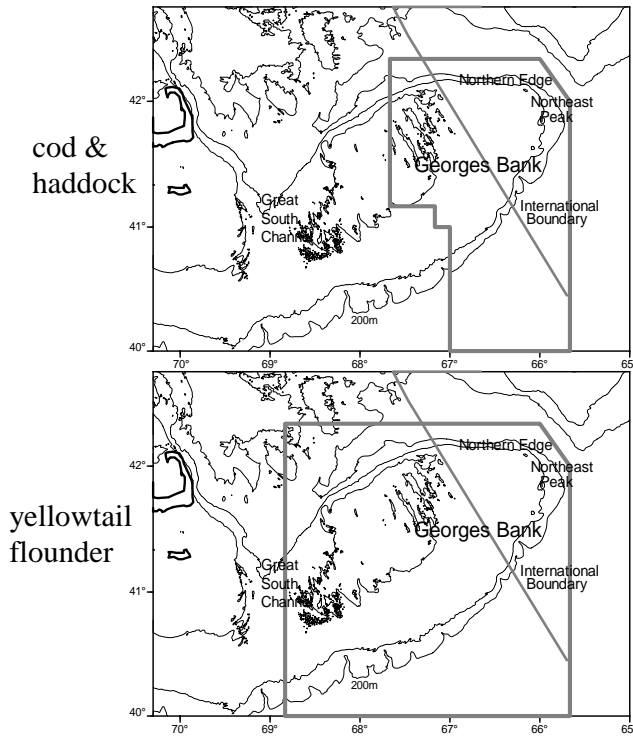 cod &
haddock
42°
41°
40°
Northern Edge
Northeast
Peak
Georges Bank
Great
South
Channel
International
Boundary
200m
70°
69°
68°
67°
66°
65
yellowtail
flounder
42°
41°
40°
Northern Edge
Northeast
Peak
Georges Bank
Great
South
Channel
International
Boundary
200m
70°
69°
68°
67°
66°
65